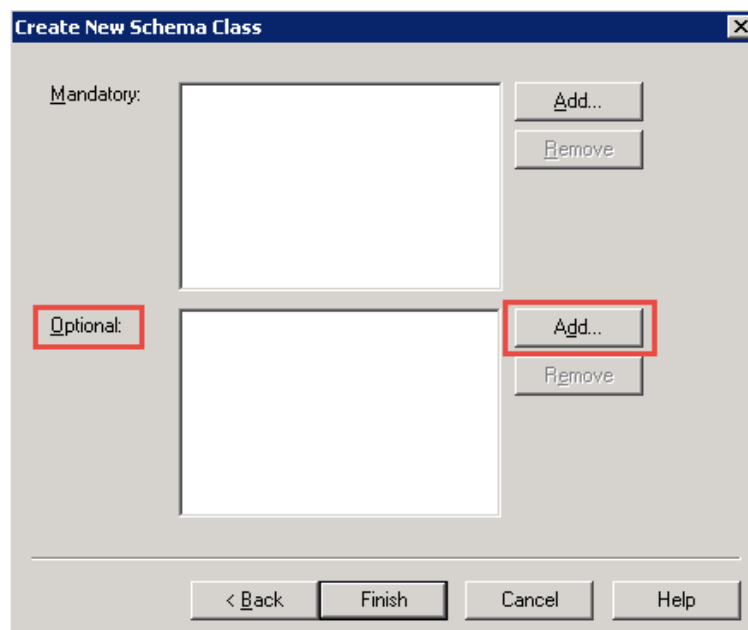 Create New Schema Class
Mandatory:
Add...
Remove
Optional:
Add...
Remove
< Back
Finish
Cancel
Help